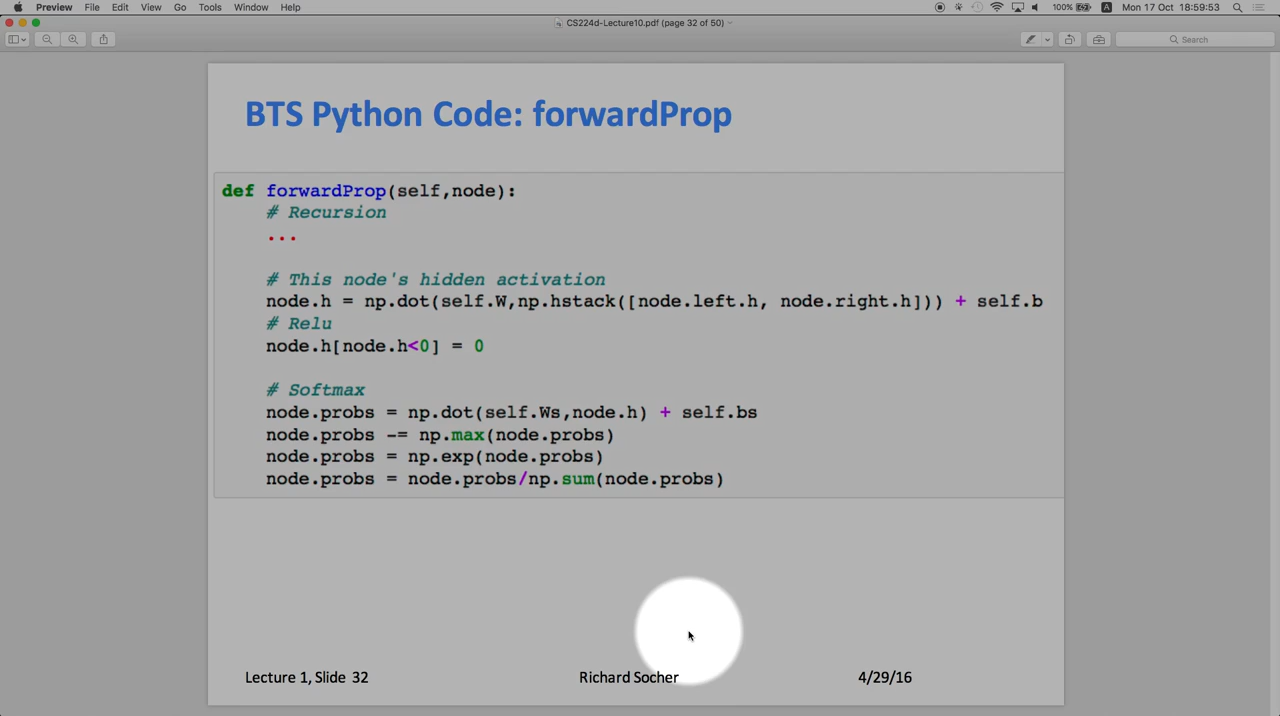 Preview File Edit View Go Tools Window Help 100% A Mon 17 Oct 18:59:53
CS224d-Lecture10.pdf (page 32 of 50)
Search
BTS Python Code: forwardProp
def forwardProp(self,node):
# Recursion
...
# This node's hidden activation
node.h = np.dot(self.W,np.hstack([node.left.h, node.right.h])) + self.b
# Relu
node.h[node.h<0] = 0
# Softmax
node.probs = np.dot(self.Ws,node.h) + self.bs
node.probs -= np.max(node.probs)
node.probs = np.exp(node.probs)
node.probs = node.probs/np.sum(node.probs)
Lecture 1, Slide 32 Richard Socher 4/29/16